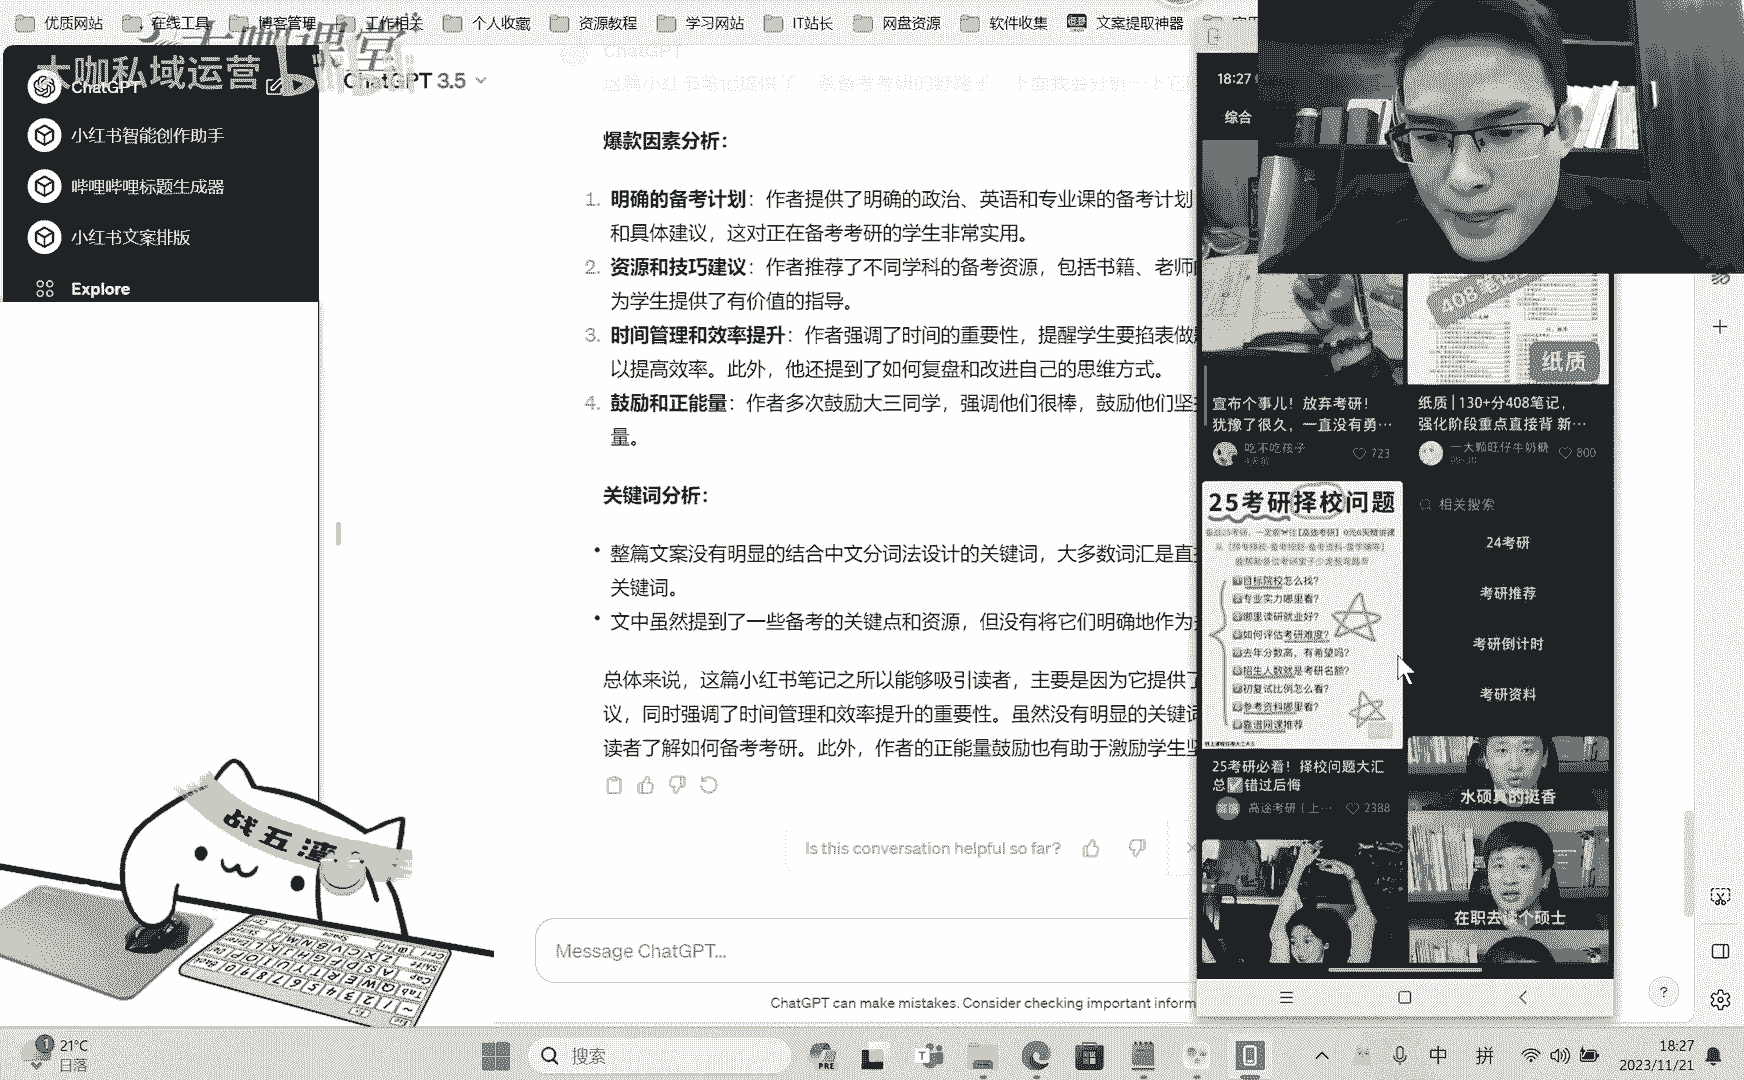 优质网站
在线工具
博客管理
工作相关
个人收藏
资源教程
学习网站
IT站长
网盘资源
软件收集
文案提取神器
大咖课堂
大咖私域运营
ChatGPT
小红书智能创作助手
哔哩哔哩标题生成器
小红书文案排版
Explore
ChatGPT 3.5
ChatGPT
爆款因素分析：
1. 明确的备考计划：作者提供了明确的政治、英语和专业课的备考计划
和具体建议，这对正在备考考研的学生非常实用。
2. 资源和技巧建议：作者推荐了不同学科的备考资源，包括书籍、老师
为学生提供了有价值的指导。
3. 时间管理和效率提升：作者强调了时间的重要性，提醒学生要掐表做
以提高效率。此外，他还提到了如何复盘和改进自己的思维方式。
4. 鼓励和正能量：作者多次鼓励大三同学，强调他们很棒，鼓励他们坚
量。
关键词分析：
• 整篇文案没有明显的结合中文分词法设计的关键词，大多数词汇是直
关键词。
• 文中虽然提到了一些备考的关键点和资源，但没有将它们明确地作为
总体来说，这篇小红书笔记之所以能够吸引读者，主要是因为它提供了
议，同时强调了时间管理和效率提升的重要性。虽然没有明显的关键词
读者了解如何备考考研。此外，作者的正能量鼓励也有助于激励学生坚
Is this conversation helpful so far?
Message ChatGPT...
ChatGPT can make mistakes. Consider checking important inform
18:27
综合
408 笔记
纸质
宣布个事儿！放弃考研！
犹豫了很久，一直没有勇…
吃不吃孩子
723
纸质 | 130+分408笔记，
强化阶段重点直接背 新…
一大颗旺仔牛奶糖
800
25考研择校问题
目标院校怎么找?
专业实力哪里看?
哪里读研就业好?
如何评估考研难度?
去年分数高，有希望吗?
招生人数就是考研名额?
初复试比例怎么看?
参考资料哪里看?
靠谱网课推荐
25考研必看！择校问题大汇
总✅错过后悔
高途考研（上…
2388
相关搜索
24考研
考研推荐
考研倒计时
考研资料
水硕真的挺香
在职去读个硕士
战五渣
?
1
21°C
日落
搜索
PRE
中
拼
18:27
2023/11/21